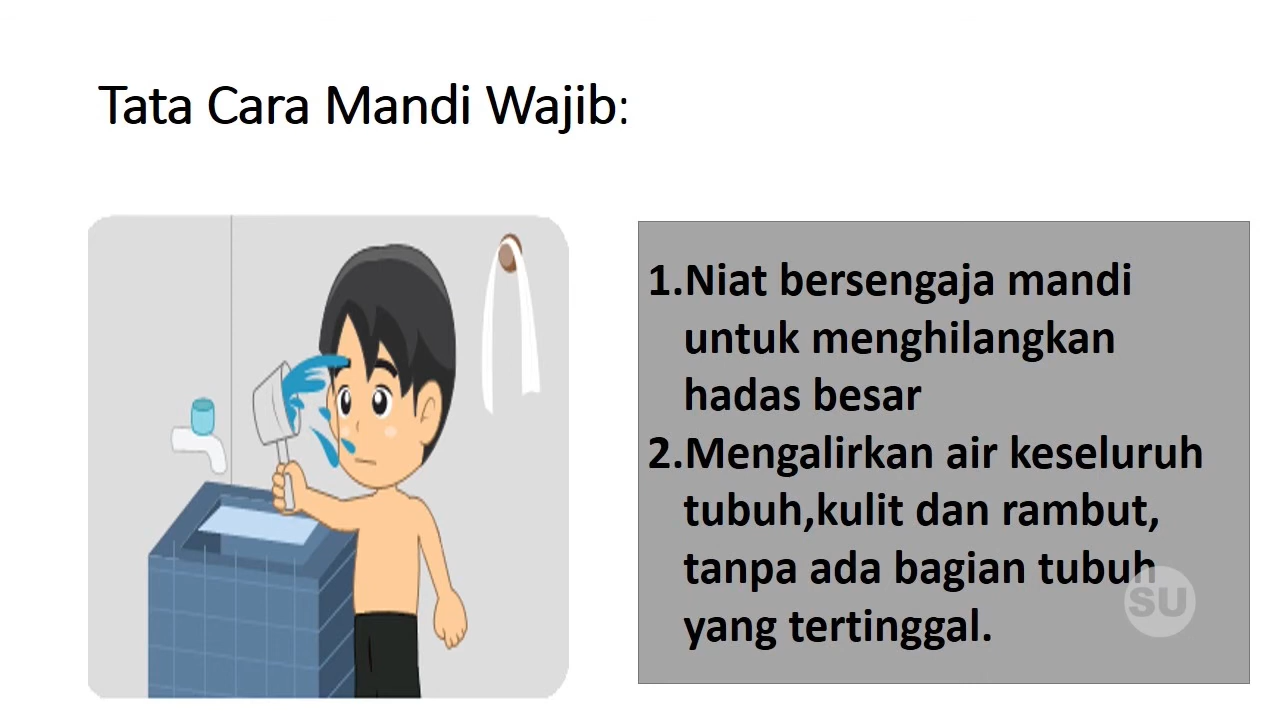 Tata Cara Mandi Wajib:
1.Niat bersengaja mandi
untuk menghilangkan
hadas besar
2.Mengalirkan air keseluruh
tubuh,kulit dan rambut,
tanpa ada bagian tubuh
yang tertinggal.
SU